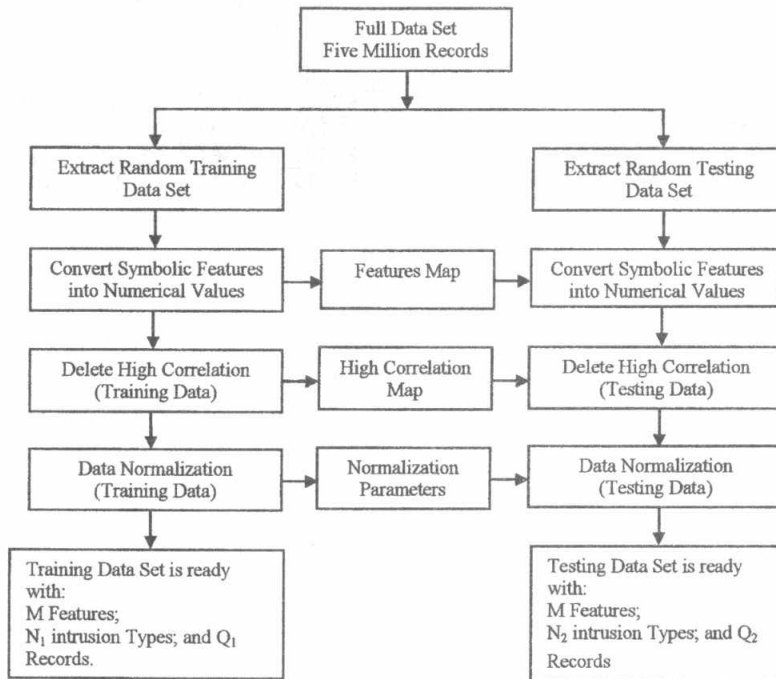 Full Data Set
Five Million Records
Extract Random Training
Data Set
Extract Random Testing
Data Set
Convert Symbolic Features
into Numerical Values
Features Map
Convert Symbolic Features
into Numerical Values
Delete High Correlation
(Training Data)
High Correlation
Map
Delete High Correlation
(Testing Data)
Data Normalization
(Training Data)
Normalization
Parameters
Data Normalization
(Testing Data)
Training Data Set is ready
with:
M Features;
N₁ intrusion Types; and Q₁
Records.
Testing Data Set is ready
with:
M Features;
N₂ intrusion Types; and Q₂
Records